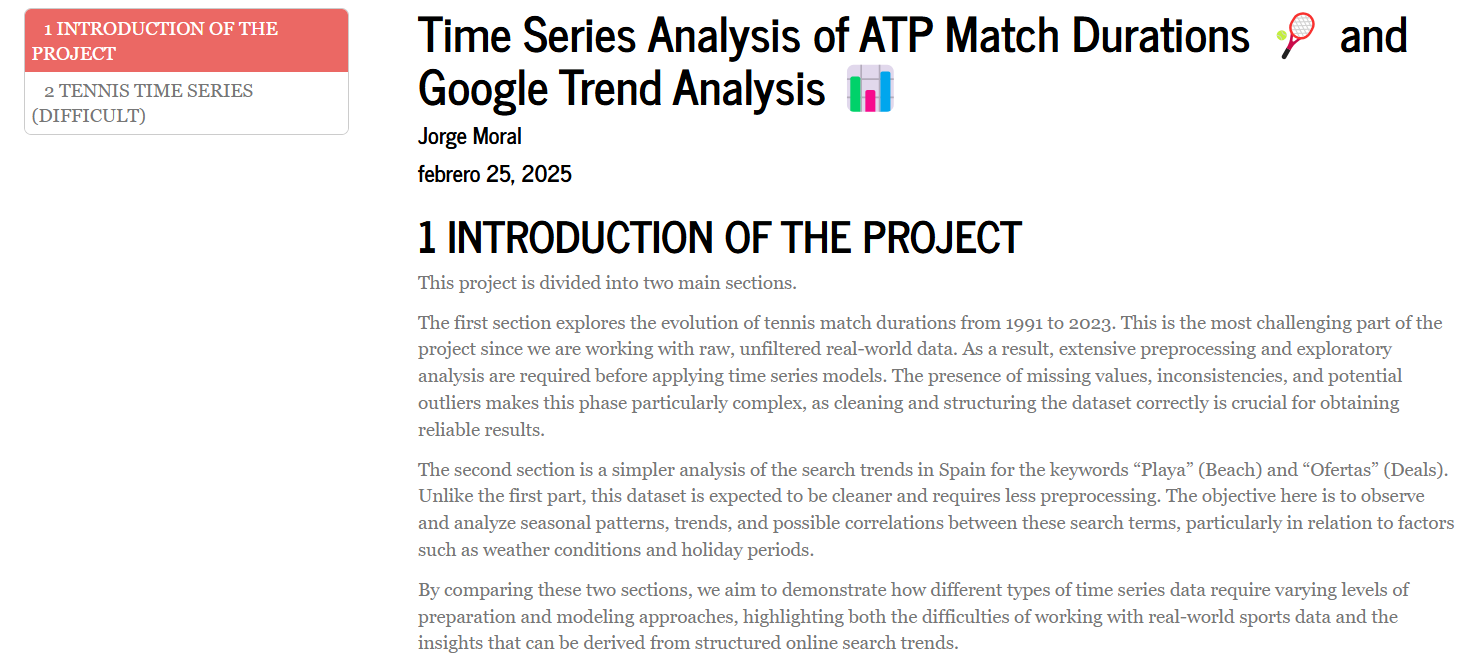 1 INTRODUCTION OF THE
PROJECT
2 TENNIS TIME SERIES
(DIFFICULT)
Time Series Analysis of ATP Match Durations 🎾 and
Google Trend Analysis 📊
Jorge Moral
febrero 25, 2025
1 INTRODUCTION OF THE PROJECT
This project is divided into two main sections.
The first section explores the evolution of tennis match durations from 1991 to 2023. This is the most challenging part of the
project since we are working with raw, unfiltered real-world data. As a result, extensive preprocessing and exploratory
analysis are required before applying time series models. The presence of missing values, inconsistencies, and potential
outliers makes this phase particularly complex, as cleaning and structuring the dataset correctly is crucial for obtaining
reliable results.
The second section is a simpler analysis of the search trends in Spain for the keywords “Playa” (Beach) and “Ofertas” (Deals).
Unlike the first part, this dataset is expected to be cleaner and requires less preprocessing. The objective here is to observe
and analyze seasonal patterns, trends, and possible correlations between these search terms, particularly in relation to factors
such as weather conditions and holiday periods.
By comparing these two sections, we aim to demonstrate how different types of time series data require varying levels of
preparation and modeling approaches, highlighting both the difficulties of working with real-world sports data and the
insights that can be derived from structured online search trends.